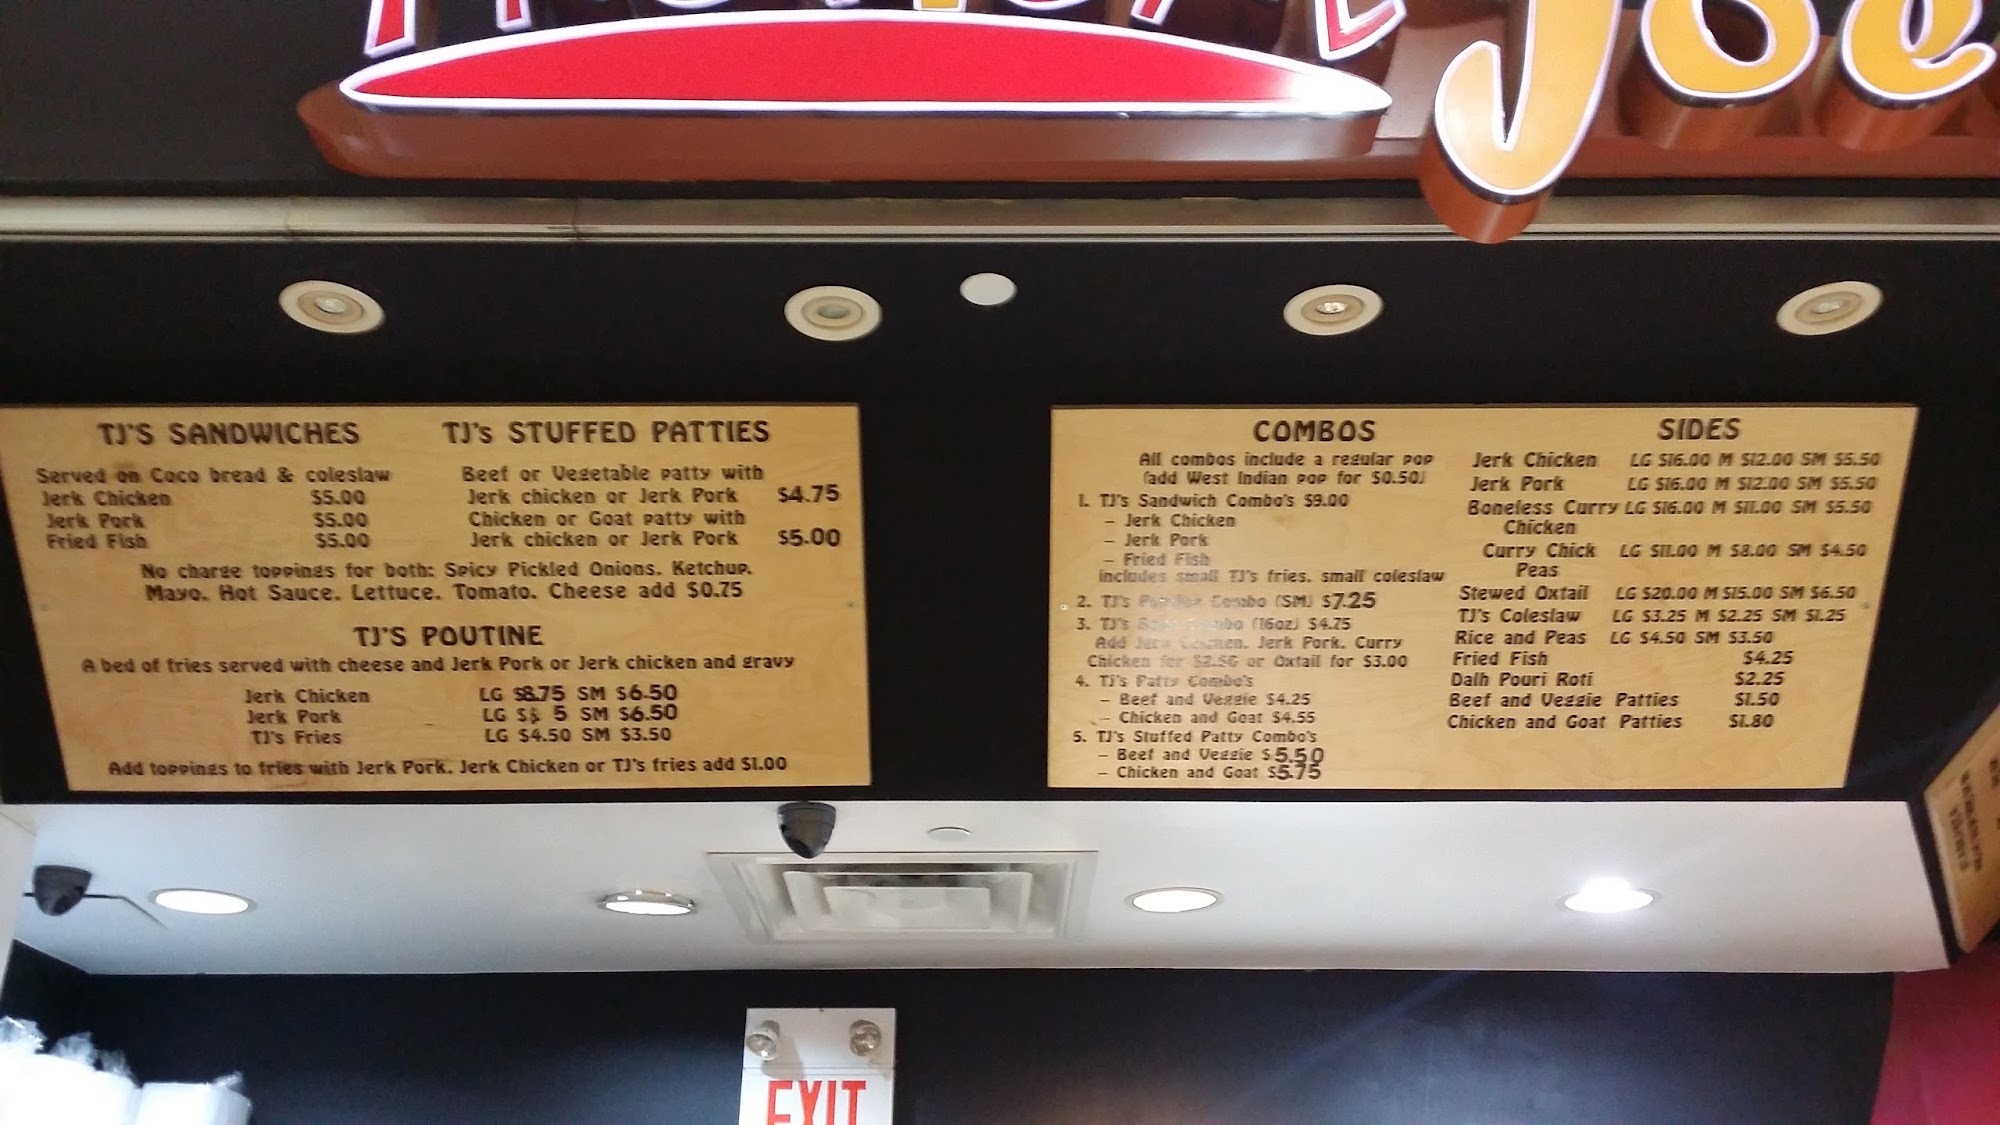 Joe
TJ'S SANDWICHES
Served on Coco bread & coleslaw
Jerk Chicken $5.00
Jerk Pork $5.00
Fried Fish $5.00
TJ's STUFFED PATTIES
Beef or Vegetable patty with
Jerk chicken or Jerk Pork $4.75
Chicken or Goat patty with
Jerk chicken or Jerk Pork $5.00
No charge toppings for both: Spicy Pickled Onions, Ketchup,
Mayo, Hot Sauce, Lettuce, Tomato, Cheese add $0.75
TJ'S POUTINE
A bed of fries served with cheese and Jerk Pork or Jerk chicken and gravy
Jerk Chicken LG $8.75 SM $6.50
Jerk Pork LG $ 5 SM $6.50
TJ's Fries LG $4.50 SM $3.50
Add toppings to fries with Jerk Pork, Jerk Chicken or TJ's fries add $1.00
COMBOS
All combos include a regular pop
(add West Indian pop for $0.50)
1. TJ's Sandwich Combo's $9.00
- Jerk Chicken
- Jerk Pork
- Fried Fish
includes small TJ's fries, small coleslaw
2. TJ's Combo (SM) $7.25
3. TJ's Combo (16oz) $4.75
Add Jerk Chicken, Jerk Pork, Curry
Chicken for $2.50 or Oxtail for $3.00
4. TJ's Patty Combo's
- Beef and Veggie $4.25
- Chicken and Goat $4.55
5. TJ's Stuffed Patty Combo's
- Beef and Veggie $5.50
- Chicken and Goat $5.75
SIDES
Jerk Chicken LG $16.00 M $12.00 SM $5.50
Jerk Pork LG $16.00 M $12.00 SM $5.50
Boneless Curry LG $16.00 M $11.00 SM $5.50
Chicken
Curry Chick LG $11.00 M $8.00 SM $4.50
Peas
Stewed Oxtail LG $20.00 M $15.00 SM $6.50
TJ's Coleslaw LG $3.25 M $2.25 SM $1.25
Rice and Peas LG $4.50 SM $3.50
Fried Fish $4.25
Dalh Pouri Roti $2.25
Beef and Veggie Patties $1.50
Chicken and Goat Patties $1.80
EXIT